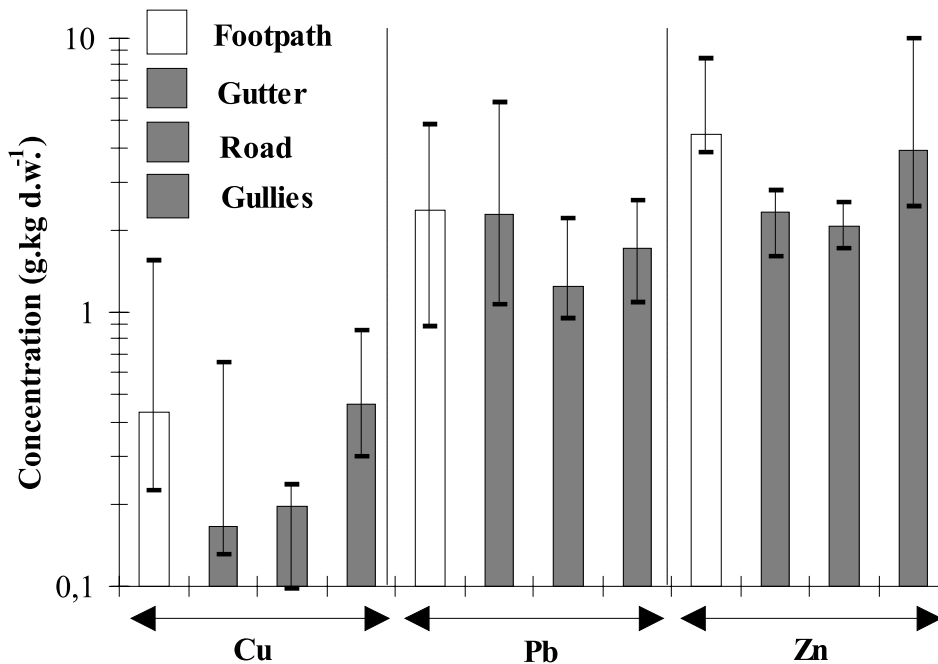 10
1
0,1
Concentration (g.kg d.w.-1)
Footpath
Gutter
Road
Gullies
Cu
Pb
Zn